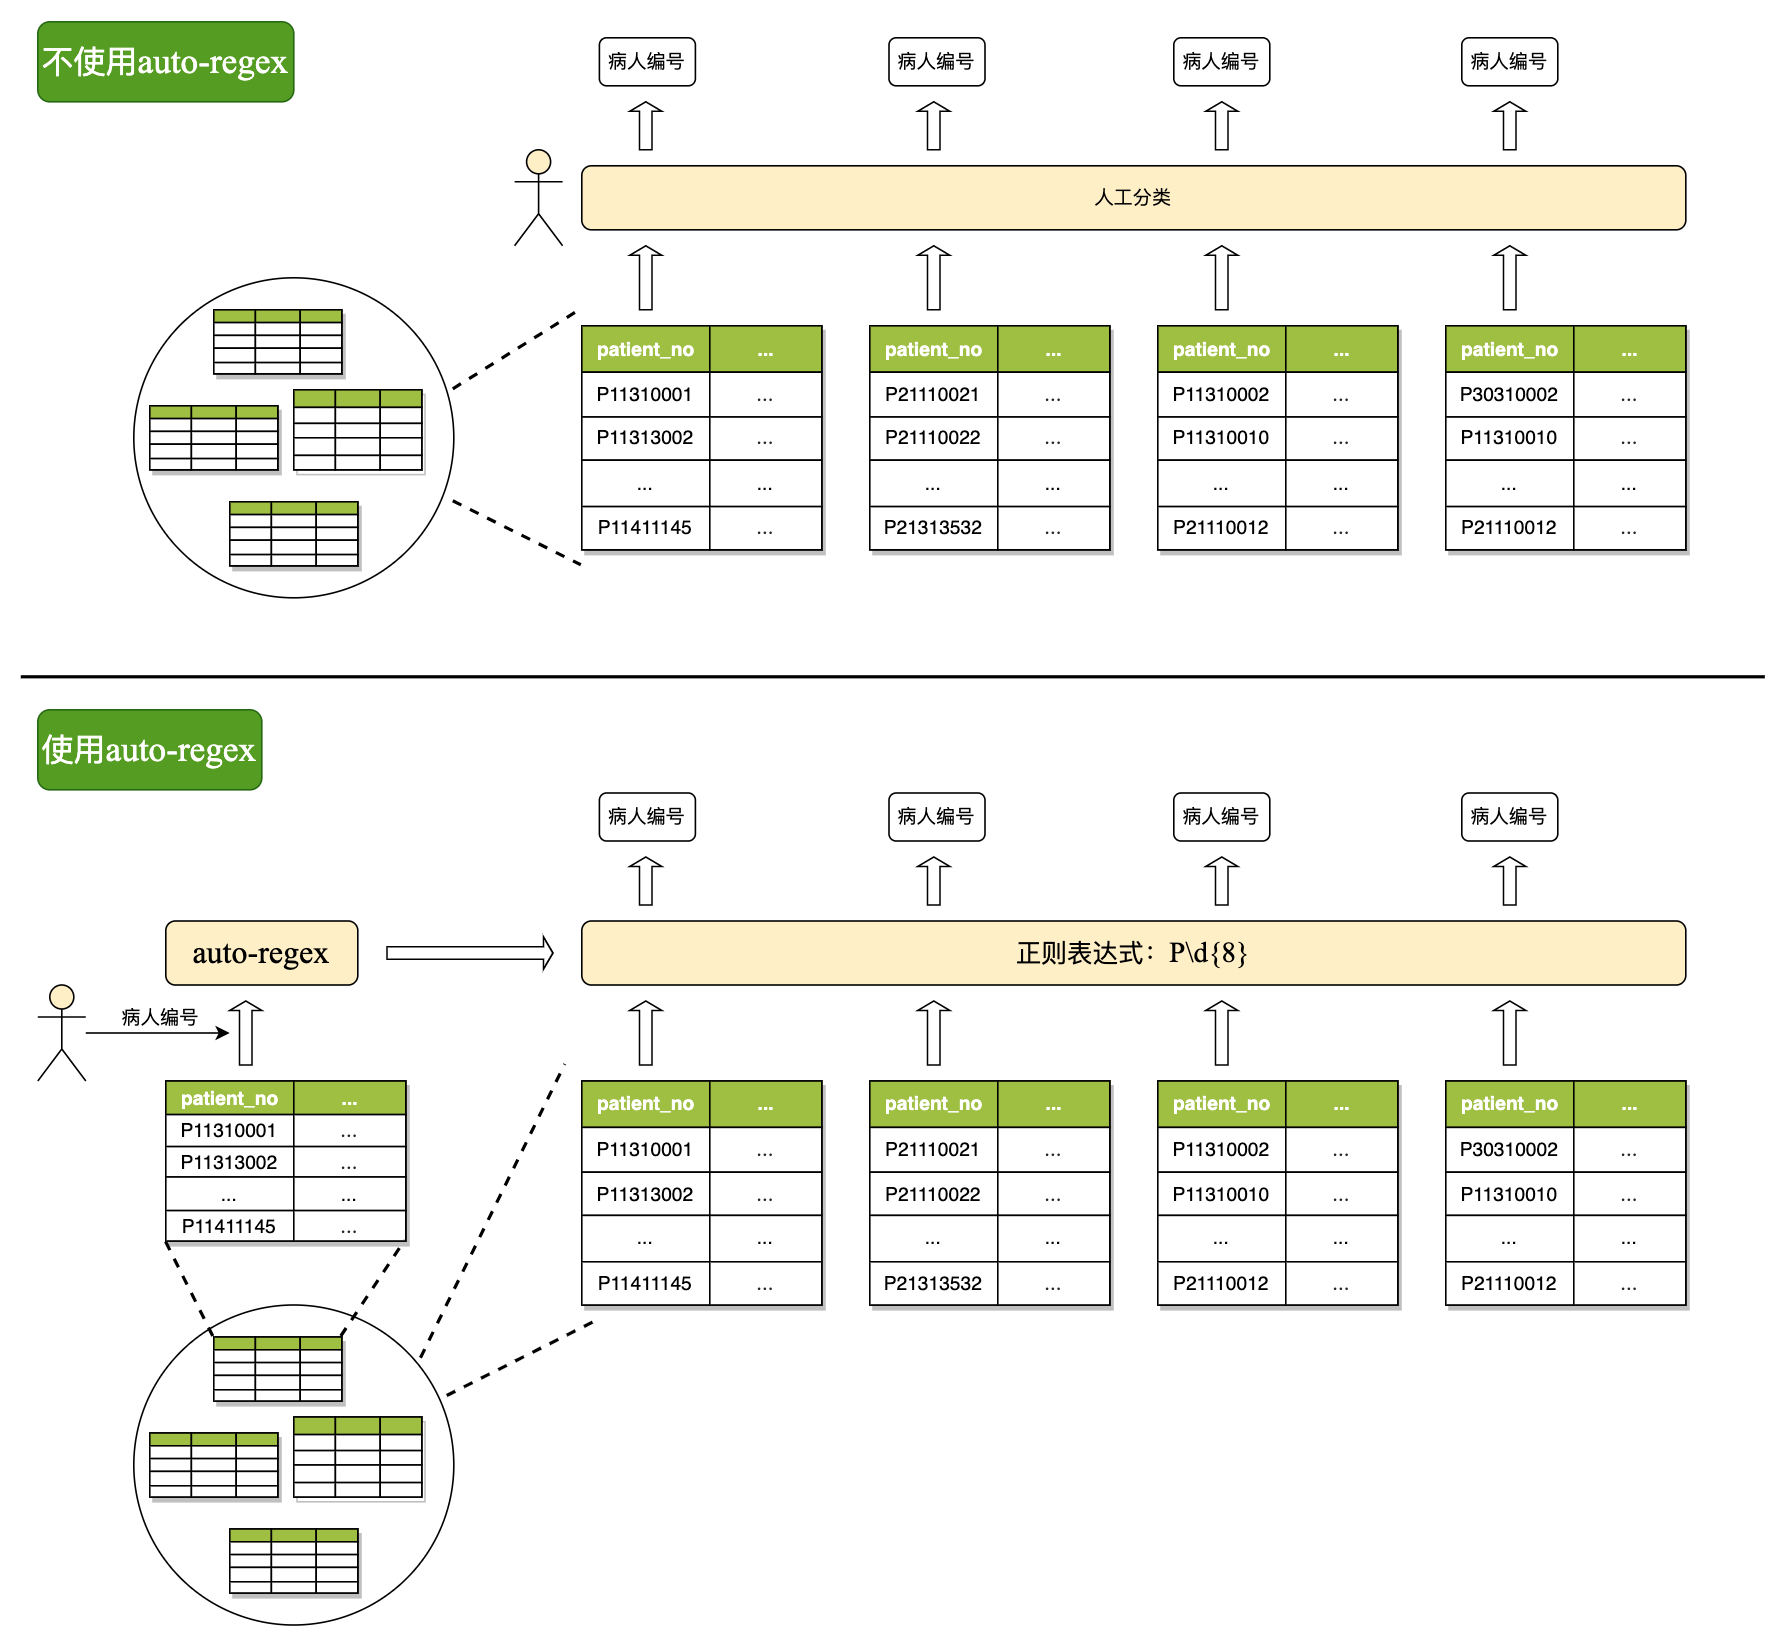 不使用auto-regex
病人编号 病人编号 病人编号 病人编号
人工分类
patient_no ... patient_no ... patient_no ... patient_no ...
P11310001 ... P21110021 ... P11310002 ... P30310002 ...
P11313002 ... P21110022 ... P11310010 ... P11310010 ...
... ... ... ... ... ... ... ...
P11411145 ... P21313532 ... P21110012 ... P21110012 ...
使用auto-regex
病人编号 病人编号 病人编号 病人编号
auto-regex
正则表达式：P\d{8}
病人编号
patient_no ...
P11310001 ...
P11313002 ...
... ...
P11411145 ...
patient_no ... patient_no ... patient_no ... patient_no ...
P11310001 ... P21110021 ... P11310002 ... P30310002 ...
P11313002 ... P21110022 ... P11310010 ... P11310010 ...
... ... ... ... ... ... ... ...
P11411145 ... P21313532 ... P21110012 ... P21110012 ...